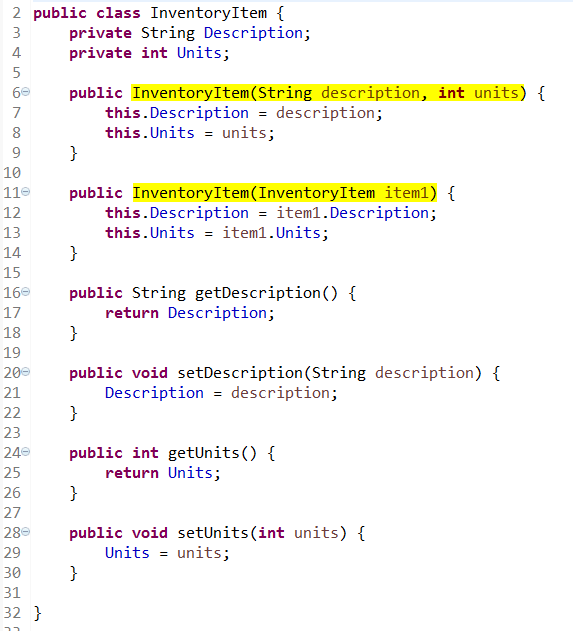 2 public class InventoryItem {
3     private String Description;
4     private int Units;
5
6     public InventoryItem(String description, int units) {
7         this.Description = description;
8         this.Units = units;
9     }
10
11     public InventoryItem(InventoryItem item1) {
12         this.Description = item1.Description;
13         this.Units = item1.Units;
14     }
15
16     public String getDescription() {
17         return Description;
18     }
19
20     public void setDescription(String description) {
21         Description = description;
22     }
23
24     public int getUnits() {
25         return Units;
26     }
27
28     public void setUnits(int units) {
29         Units = units;
30     }
31
32 }